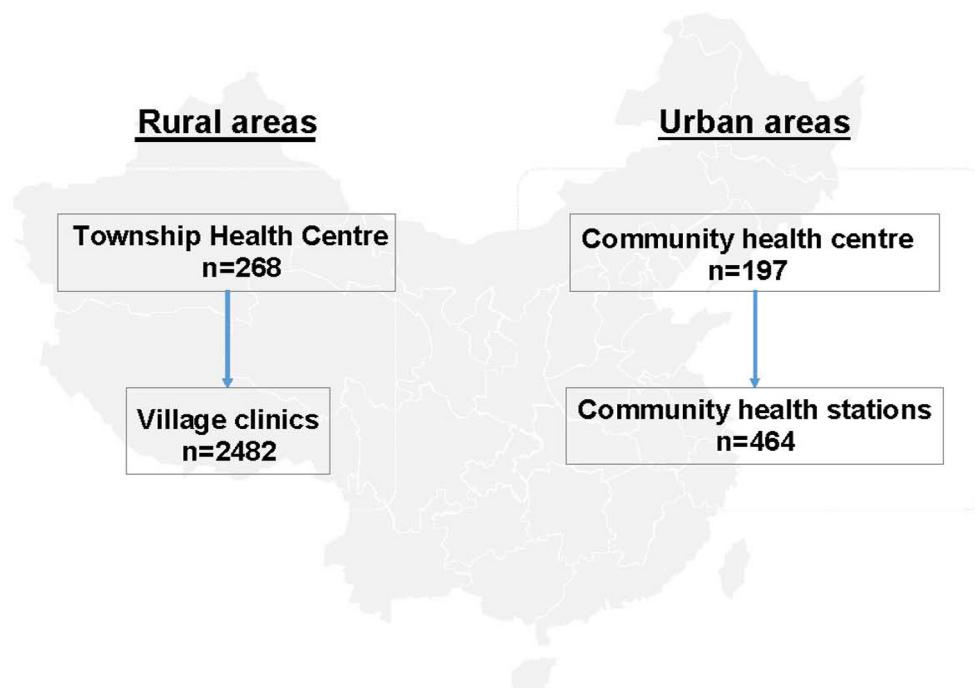 Rural areas
Urban areas
Township Health Centre
n=268
Community health centre
n=197
Village clinics
n=2482
Community health stations
n=464